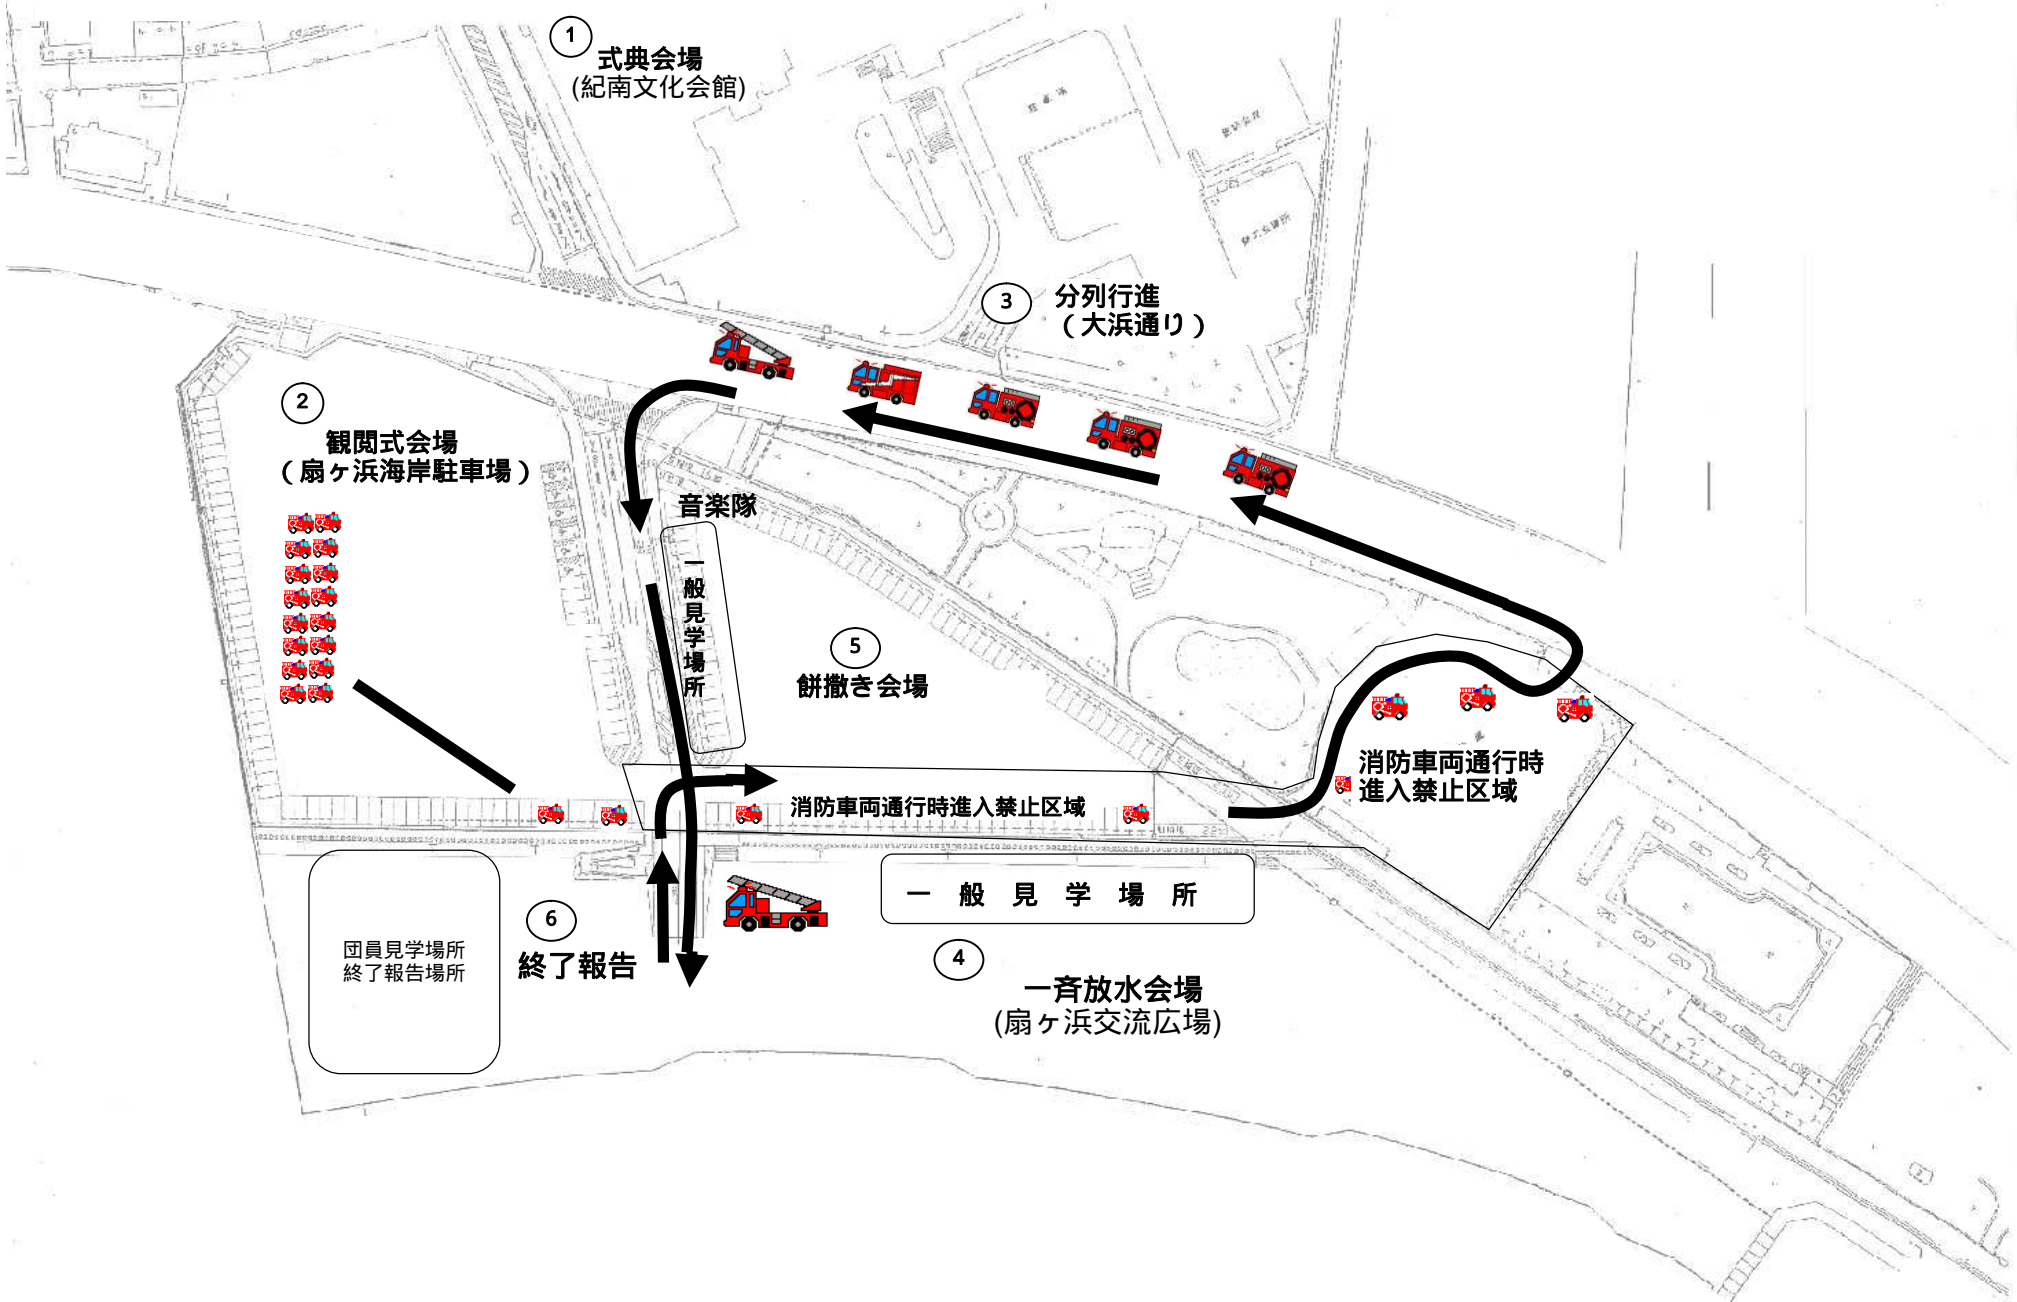 1
式典会場
(紀南文化会館)
駐車場
3
分列行進
（大浜通り）
2
観閲式会場
（扇ヶ浜海岸駐車場）
音楽隊
一般見学場所
5
餅撒き会場
消防車両通行時
進入禁止区域
消防車両通行時進入禁止区域
一般見学場所
6
終了報告
団員見学場所
終了報告場所
4
一斉放水会場
(扇ヶ浜交流広場)